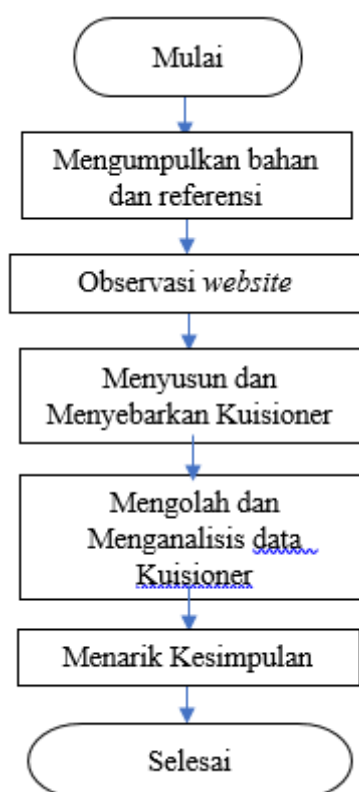 Mulai
Mengumpulkan bahan
dan referensi
Observasi website
Menyusun dan
Menyebarkan Kuisioner
Mengolah dan
Menganalisis data
Kuisioner
Menarik Kesimpulan
Selesai